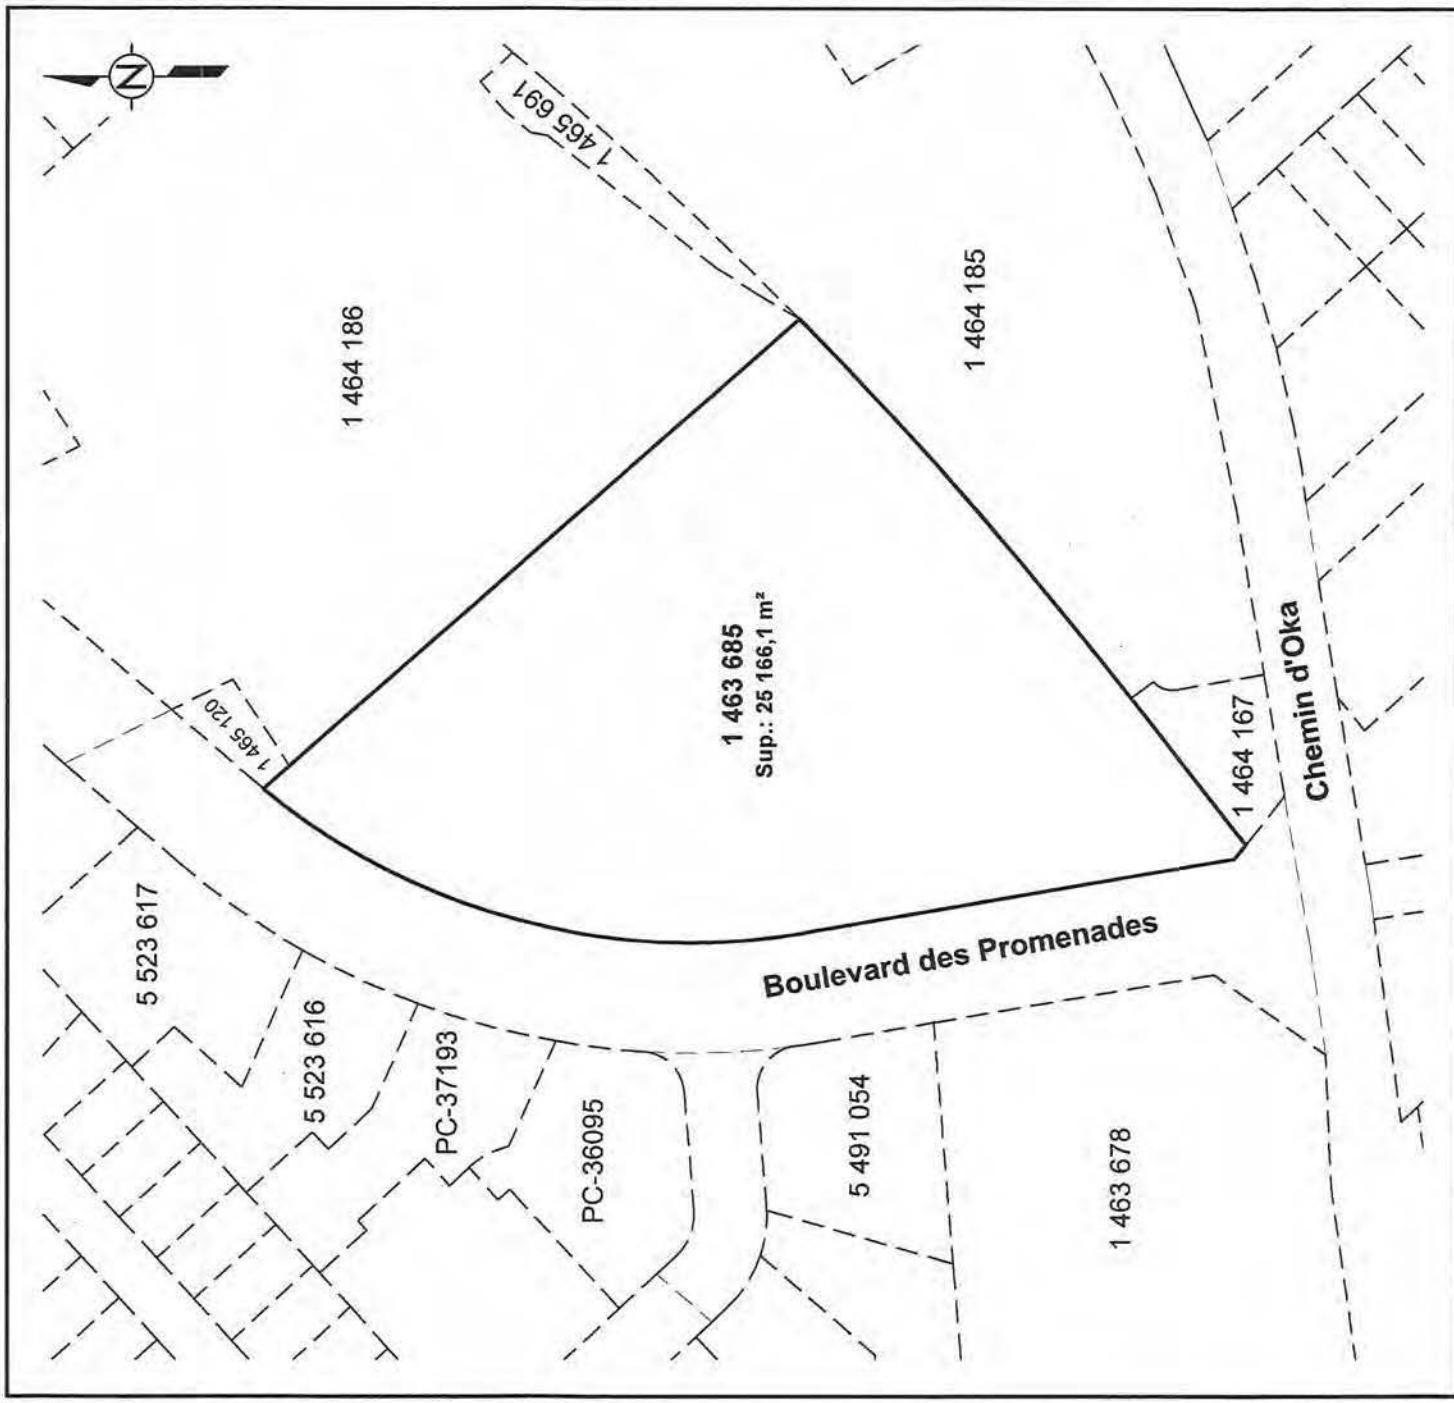 N
1 465 691
1 464 186
1 464 185
1 465 120
1 463 685
Sup.: 25 166,1 m²
1 464 167
Chemin d'Oka
5 523 617
5 523 616
PC-37193
PC-36095
Boulevard des Promenades
5 491 054
1 463 678